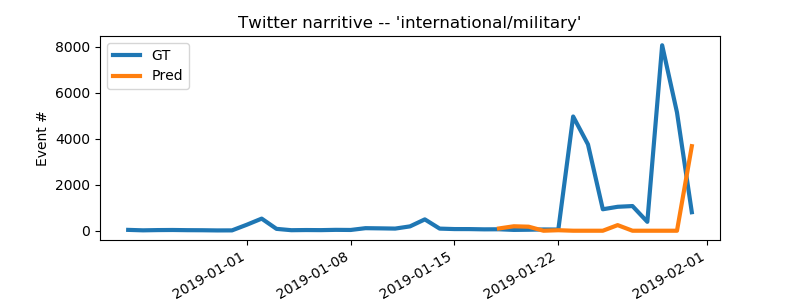 Twitter narritive -- 'international/military'
GT
Pred
Event #
8000
6000
4000
2000
0
2019-01-01
2019-01-08
2019-01-15
2019-01-22
2019-02-01